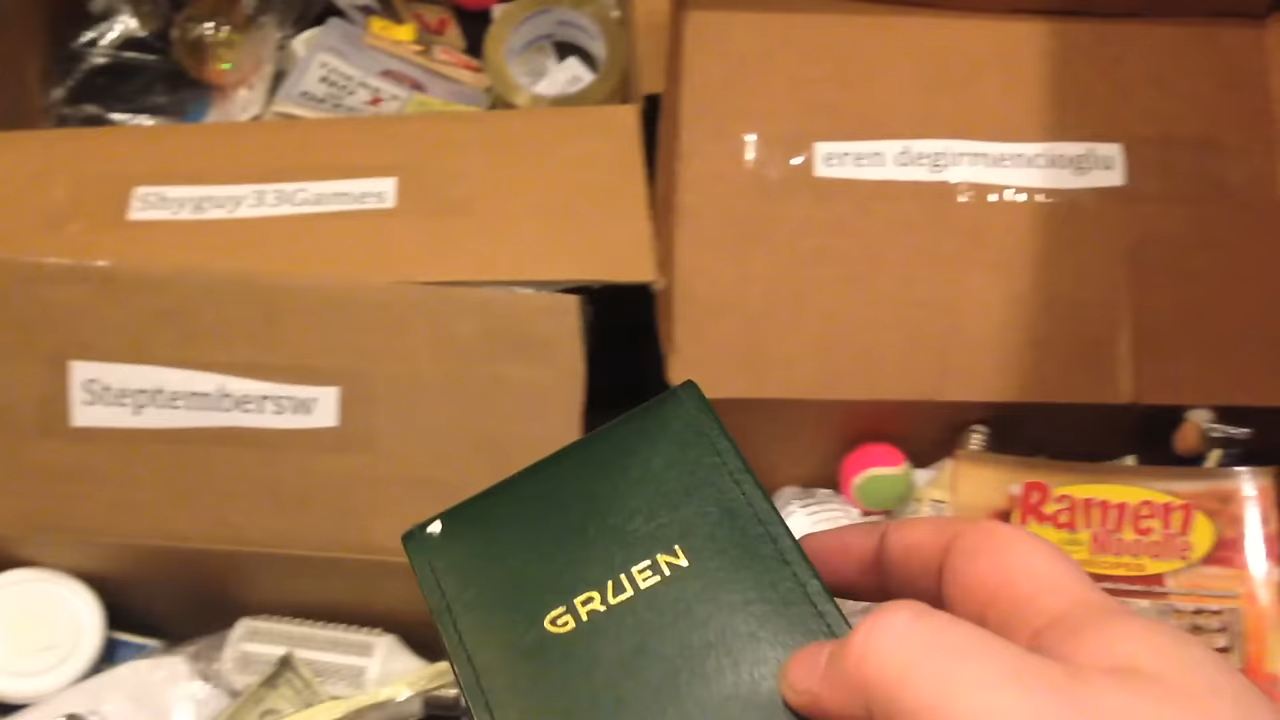 Shyguy33Games
eren degirmencioglu
Steptembersw
GRUEN
Ramen
Noodle